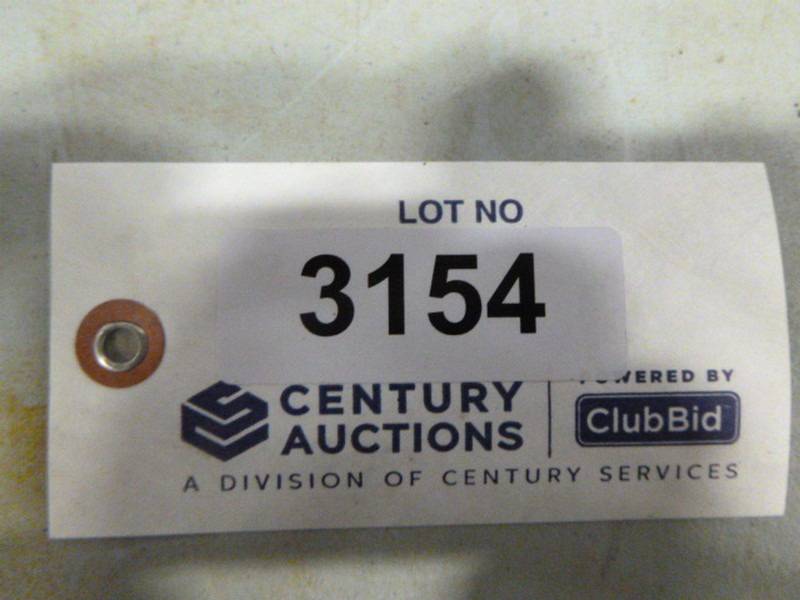 LOT NO
3154
CENTURY
AUCTIONS
POWERED BY
ClubBid
A DIVISION OF CENTURY SERVICES